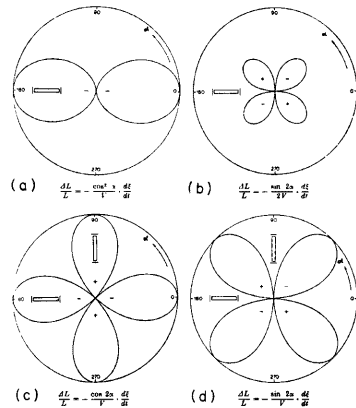 90 90
α α
180 − − 0 180 + − 0
− +
270 270
(a) ΔL/L = − cos² α/V · dξ/dt (b) ΔL/L = − sin 2α/2V · dξ/dt
90 90
α α
180 − + − 0 180 + − 0
+ − +
270 270
(c) ΔL/L = − cos 2α/V · dξ/dt (d) ΔL/L = − sin 2α/V · dξ/dt